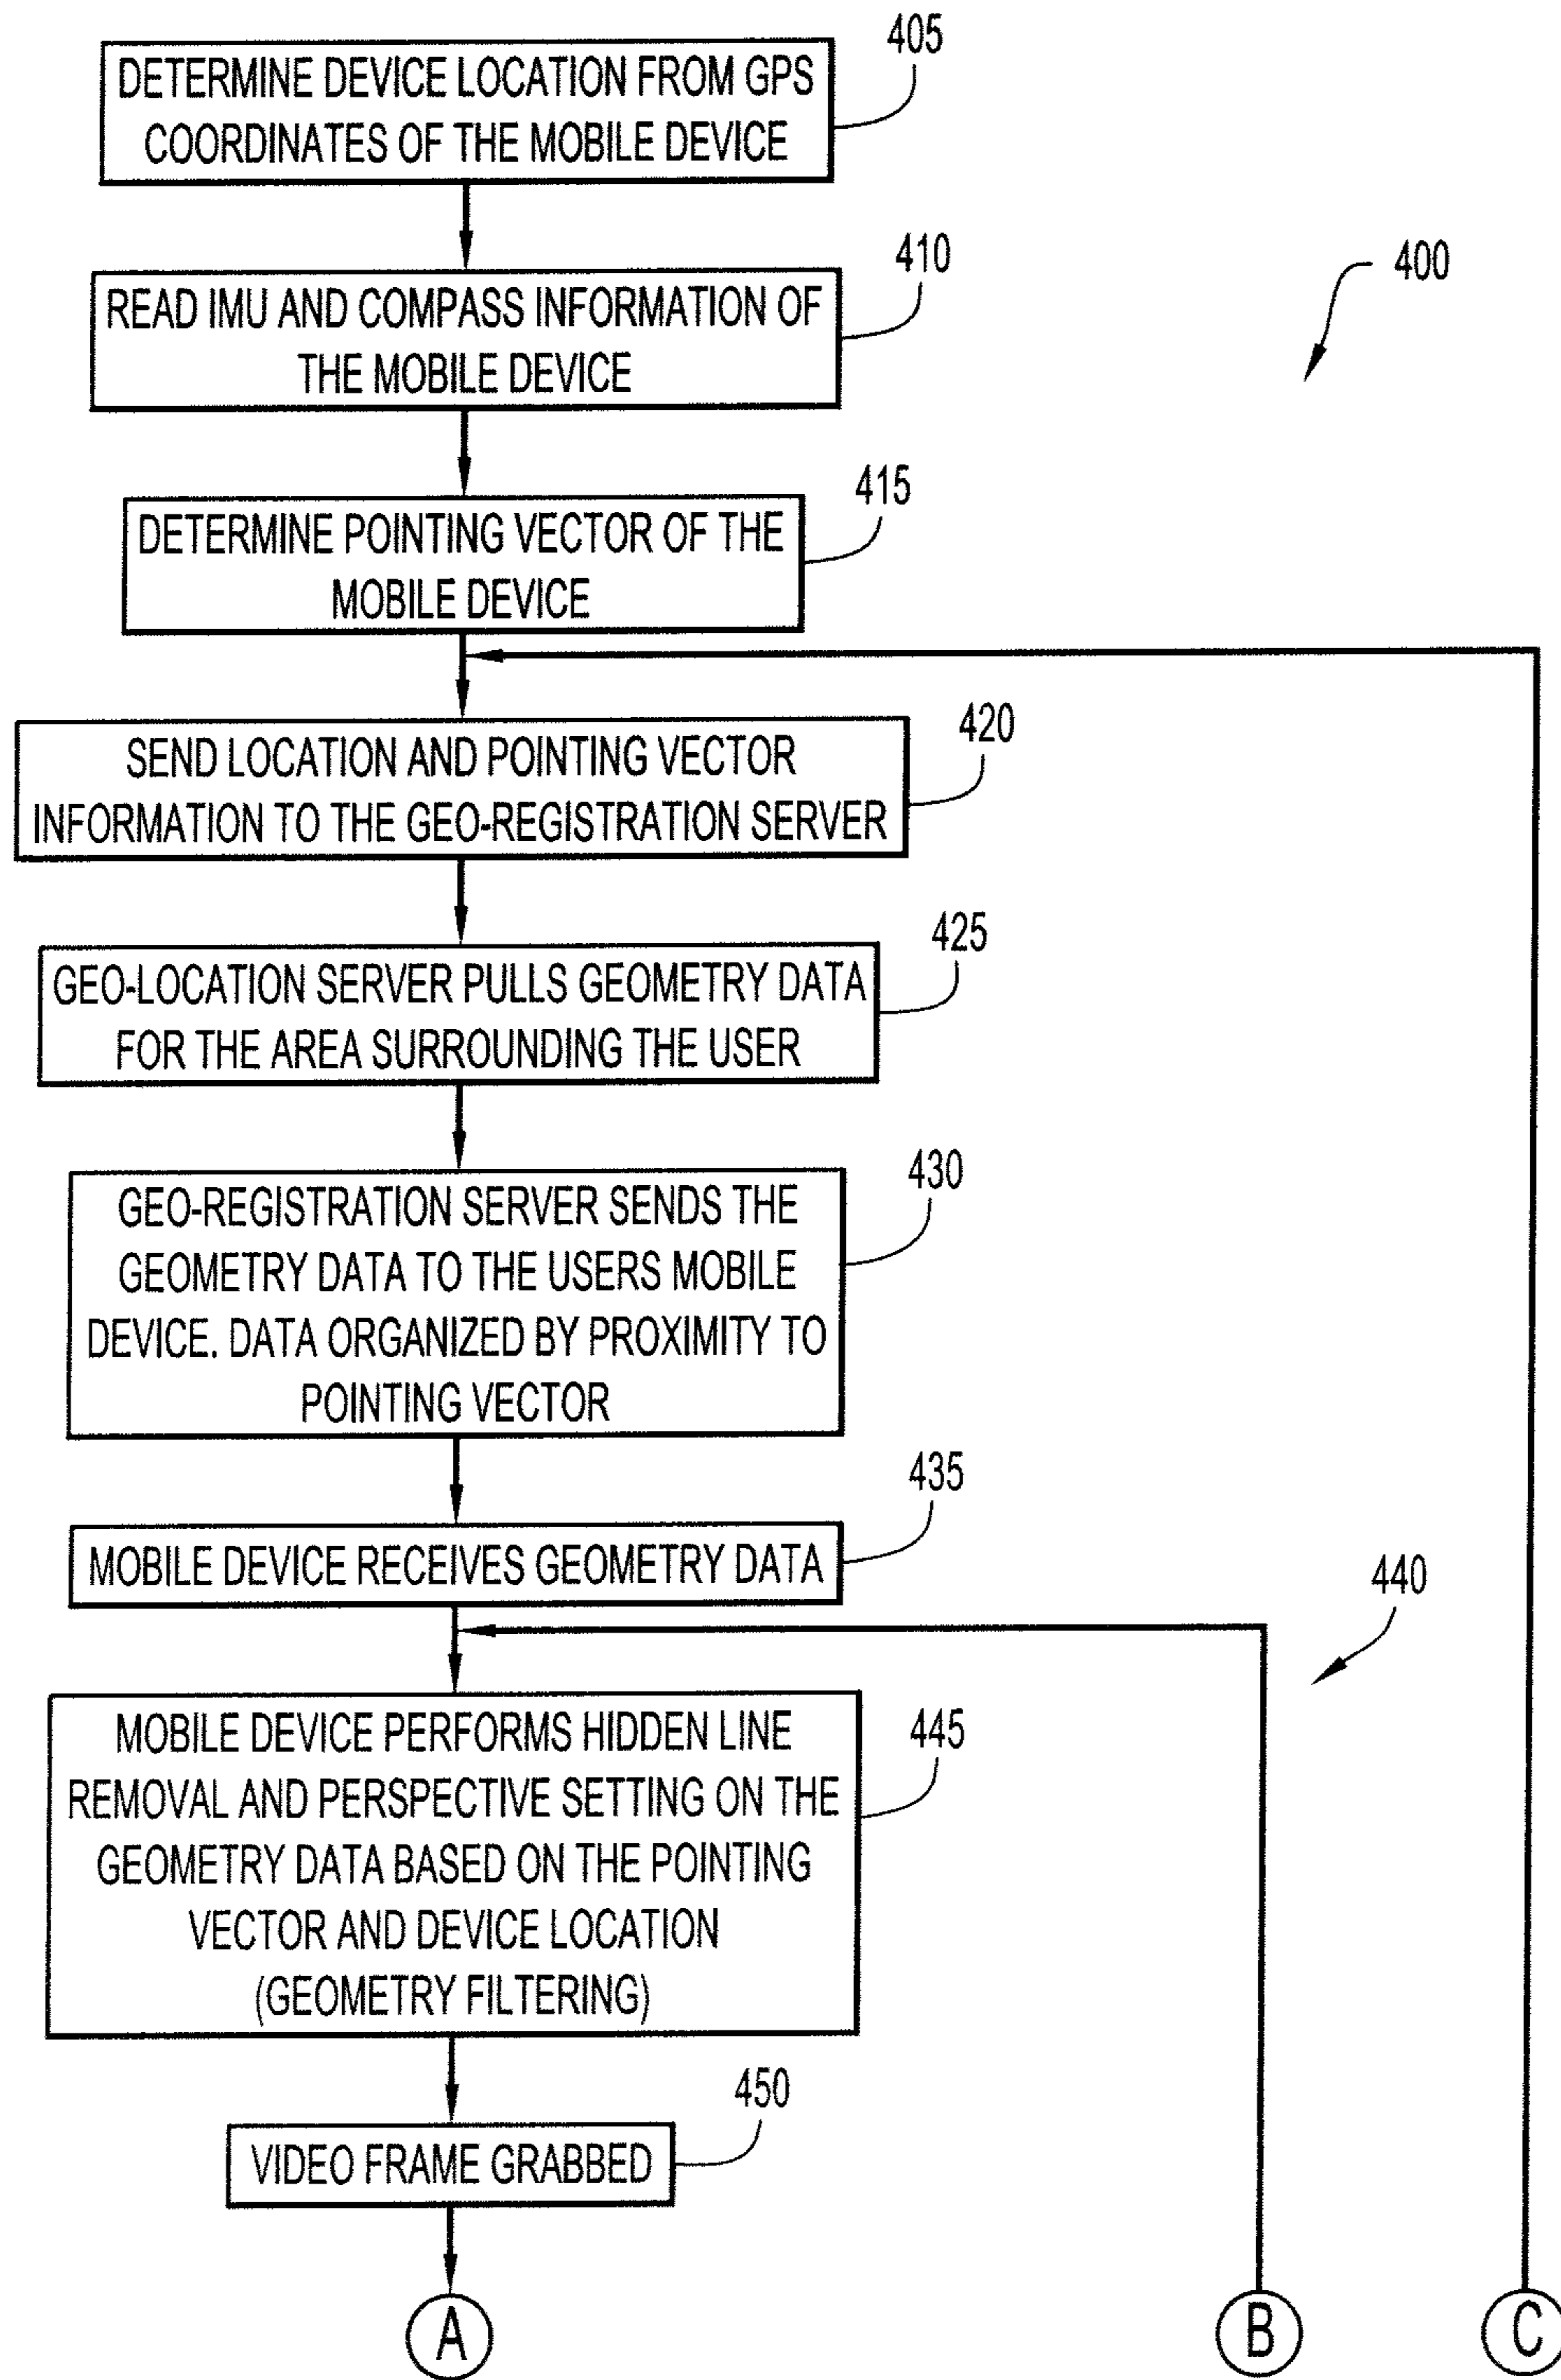 405
DETERMINE DEVICE LOCATION FROM GPS
COORDINATES OF THE MOBILE DEVICE
410
400
READ IMU AND COMPASS INFORMATION OF
THE MOBILE DEVICE
415
DETERMINE POINTING VECTOR OF THE
MOBILE DEVICE
420
SEND LOCATION AND POINTING VECTOR
INFORMATION TO THE GEO-REGISTRATION SERVER
425
GEO-LOCATION SERVER PULLS GEOMETRY DATA
FOR THE AREA SURROUNDING THE USER
430
GEO-REGISTRATION SERVER SENDS THE
GEOMETRY DATA TO THE USERS MOBILE
DEVICE. DATA ORGANIZED BY PROXIMITY TO
POINTING VECTOR
435
MOBILE DEVICE RECEIVES GEOMETRY DATA
440
445
MOBILE DEVICE PERFORMS HIDDEN LINE
REMOVAL AND PERSPECTIVE SETTING ON THE
GEOMETRY DATA BASED ON THE POINTING
VECTOR AND DEVICE LOCATION
(GEOMETRY FILTERING)
450
VIDEO FRAME GRABBED
A
B
C